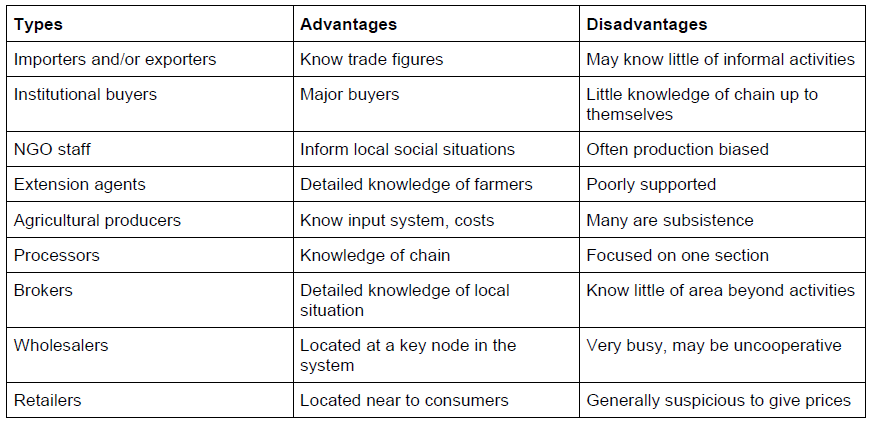 Types Advantages Disadvantages
Importers and/or exporters Know trade figures May know little of informal activities
Institutional buyers Major buyers Little knowledge of chain up to
themselves
NGO staff Inform local social situations Often production biased
Extension agents Detailed knowledge of farmers Poorly supported
Agricultural producers Know input system, costs Many are subsistence
Processors Knowledge of chain Focused on one section
Brokers Detailed knowledge of local Know little of area beyond activities
situation
Wholesalers Located at a key node in the Very busy, may be uncooperative
system
Retailers Located near to consumers Generally suspicious to give prices